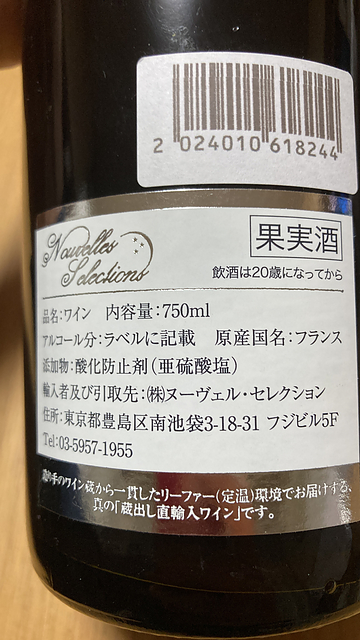 2 024010 618244
Nouvelles
Selections
果実酒
飲酒は20歳になってから
品名:ワイン 内容量:750ml
アルコール分:ラベルに記載 原産国名:フランス
添加物:酸化防止剤(亜硫酸塩)
輸入者及び引取先:㈱ヌーヴェル・セレクション
住所:東京都豊島区南池袋3-18-31 フジビル5F
Tel:03-5957-1955
造り手のワイン蔵から一貫したリーファー(定温)環境でお届けする、
真の「蔵出し直輸入ワイン」です。